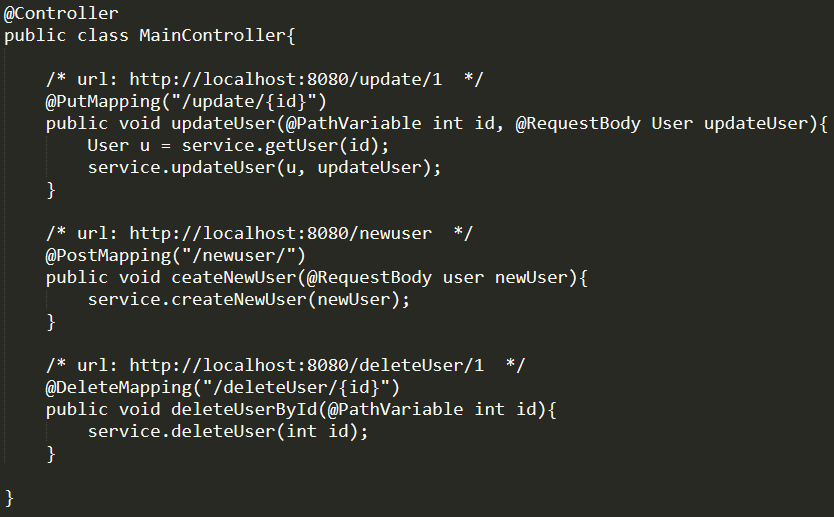 @Controller
public class MainController{
/* url: http://localhost:8080/update/1  */
@PutMapping("/update/{id}")
public void updateUser(@PathVariable int id, @RequestBody User updateUser){
User u = service.getUser(id);
service.updateUser(u, updateUser);
}
/* url: http://localhost:8080/newuser  */
@PostMapping("/newuser/")
public void ceateNewUser(@RequestBody user newUser){
service.createNewUser(newUser);
}
/* url: http://localhost:8080/deleteUser/1  */
@DeleteMapping("/deleteUser/{id}")
public void deleteUserById(@PathVariable int id){
service.deleteUser(int id);
}
}